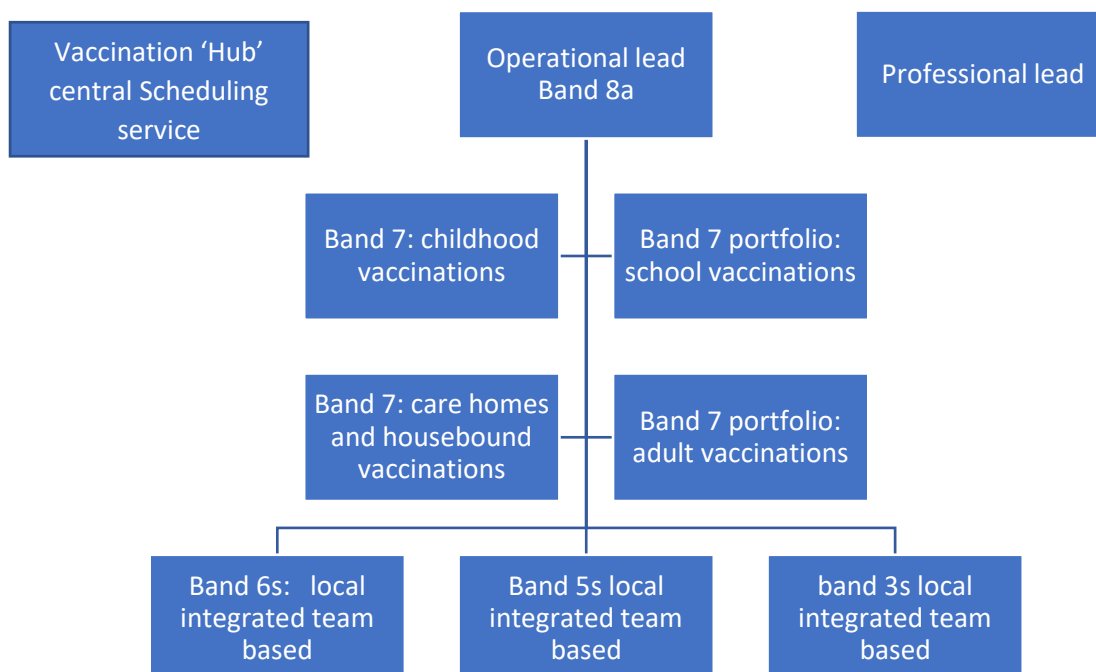 Vaccination ‘Hub’
central Scheduling
service
Operational lead
Band 8a
Professional lead
Band 7: childhood
vaccinations
Band 7 portfolio:
school vaccinations
Band 7: care homes
and housebound
vaccinations
Band 7 portfolio:
adult vaccinations
Band 6s:   local
integrated team
based
Band 5s local
integrated team
based
band 3s local
integrated team
based